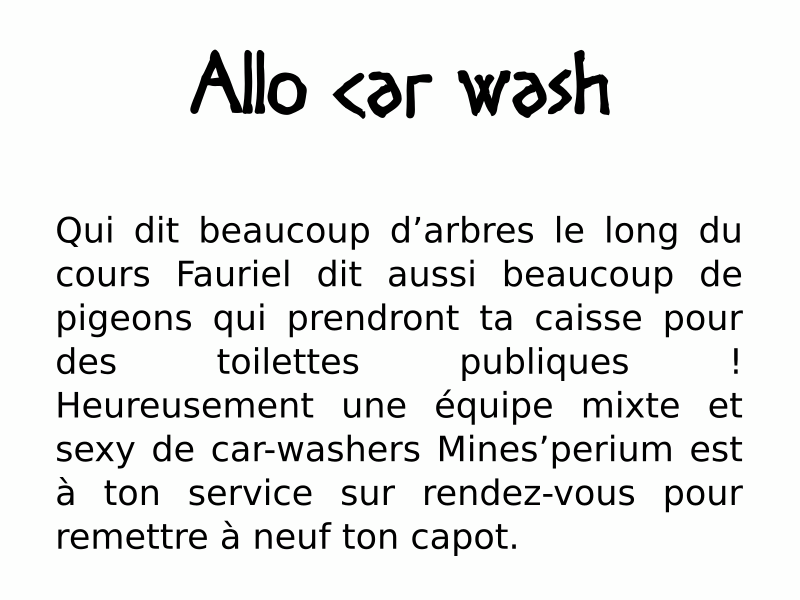 Allo car wash
Qui dit beaucoup d’arbres le long du
cours Fauriel dit aussi beaucoup de
pigeons qui prendront ta caisse pour
des toilettes publiques !
Heureusement une équipe mixte et
sexy de car-washers Mines’perium est
à ton service sur rendez-vous pour
remettre à neuf ton capot.